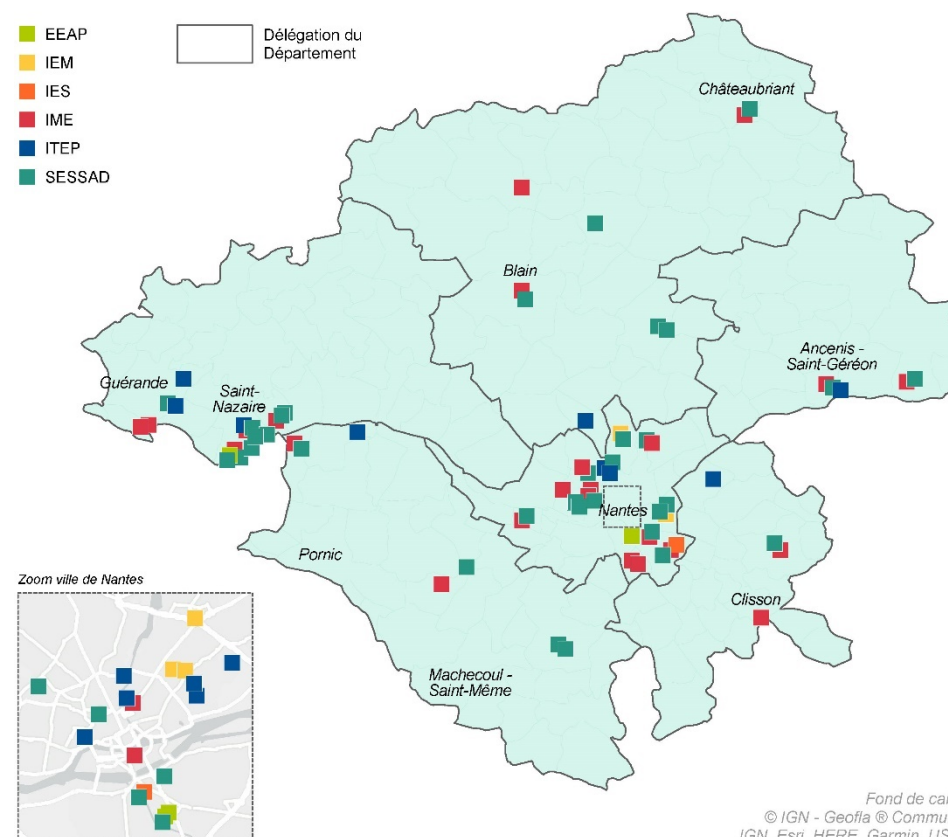 EEAP
IEM
IES
IME
ITEP
SESSAD
Délégation du
Département
Châteaubriant
Blain
Ancenis -
Saint-Géréon
Guérande
Saint-
Nazaire
Nantes
Pornic
Clisson
Machecoul -
Saint-Même
Zoom ville de Nantes
Fond de car
© IGN - Geofla ® Commu
IGN, Esri, HERE, Garmin, US